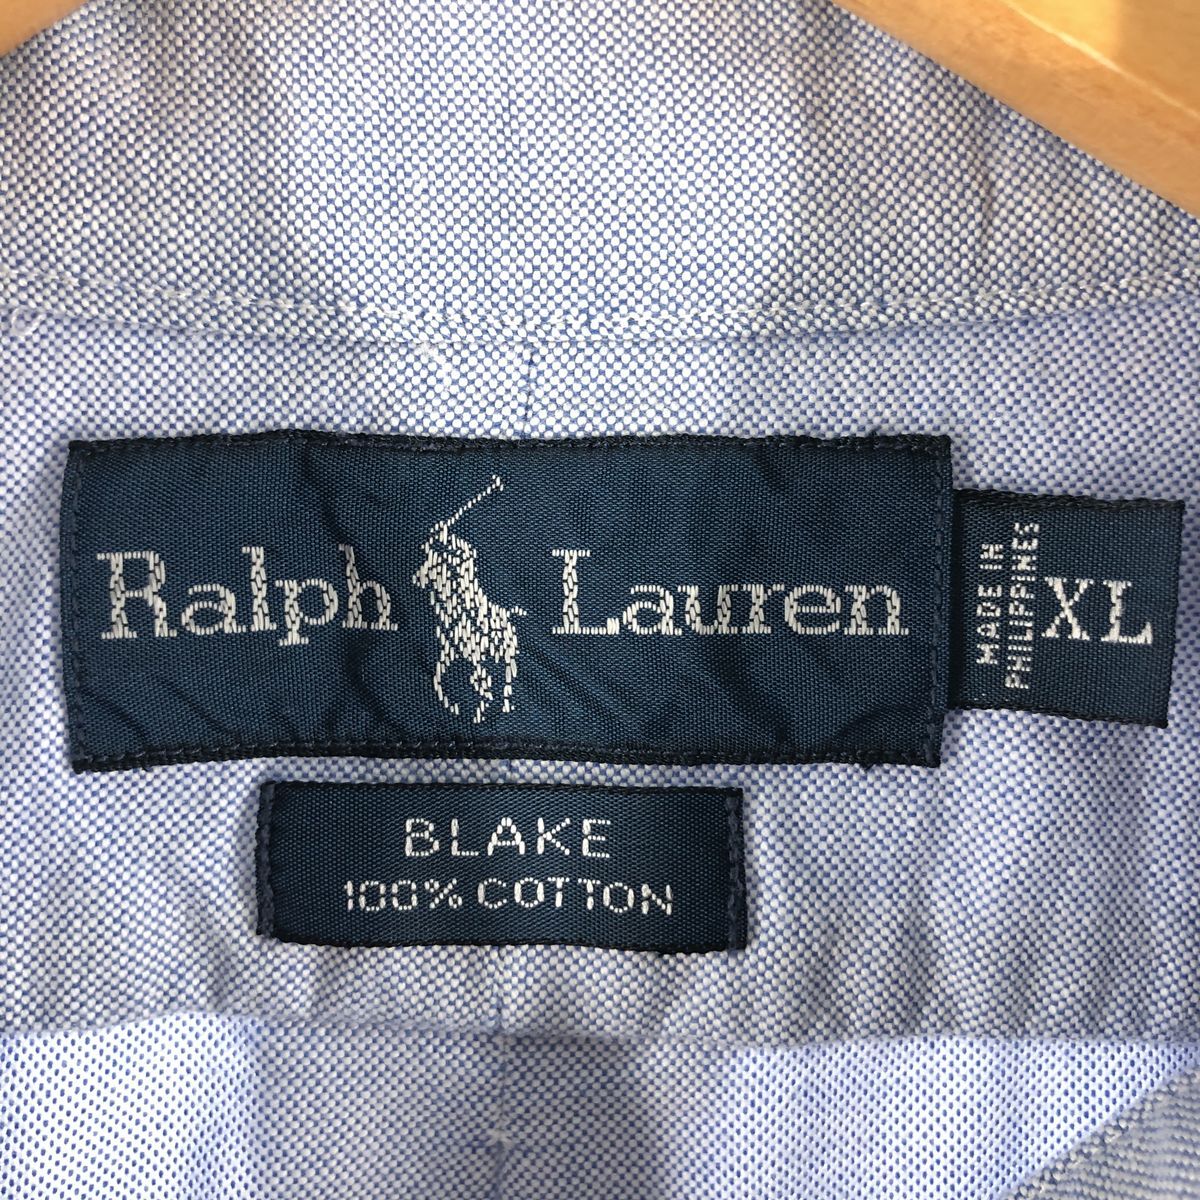 Ralph Lauren
MADE IN
PHILIPPINES
XL
BLAKE
100% COTTON